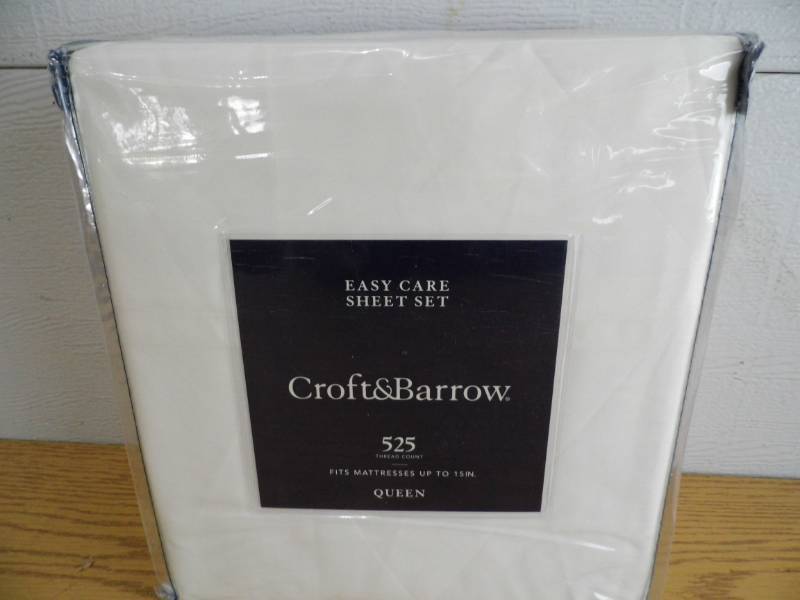 EASY CARE
SHEET SET
Croft&Barrow®
525
THREAD COUNT
FITS MATTRESSES UP TO 15IN.
QUEEN